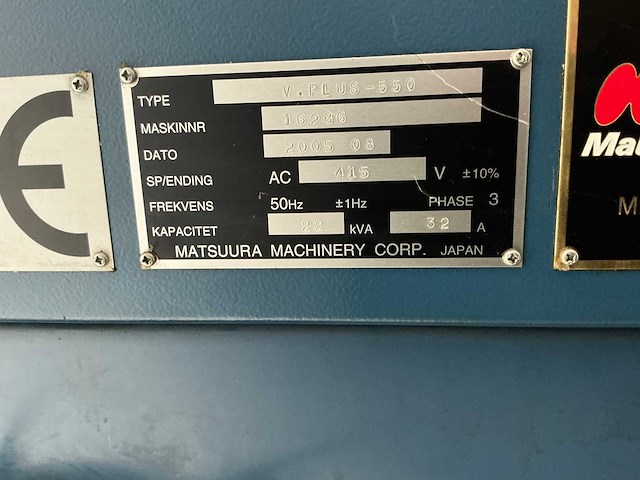 CE
TYPE V.PLUS-550
MASKINNR 16286
DATO 2005 08
SP/ENDING AC 415 V ±10%
FREKVENS 50Hz ±1Hz PHASE 3
KAPACITET 22 kVA 32 A
MATSUURA MACHINERY CORP. JAPAN